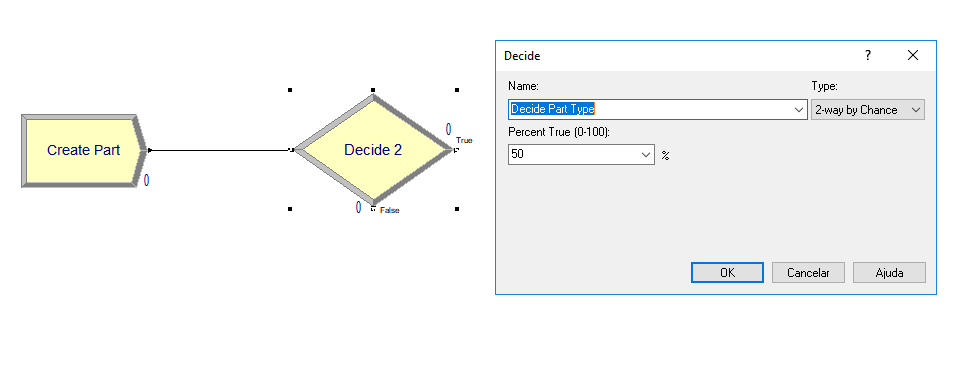 Create Part
0
Decide 2
0
True
0
False
Decide
?
Name:
Type:
Decide Part Type
2-way by Chance
Percent True (0-100):
50
%
OK
Cancelar
Ajuda